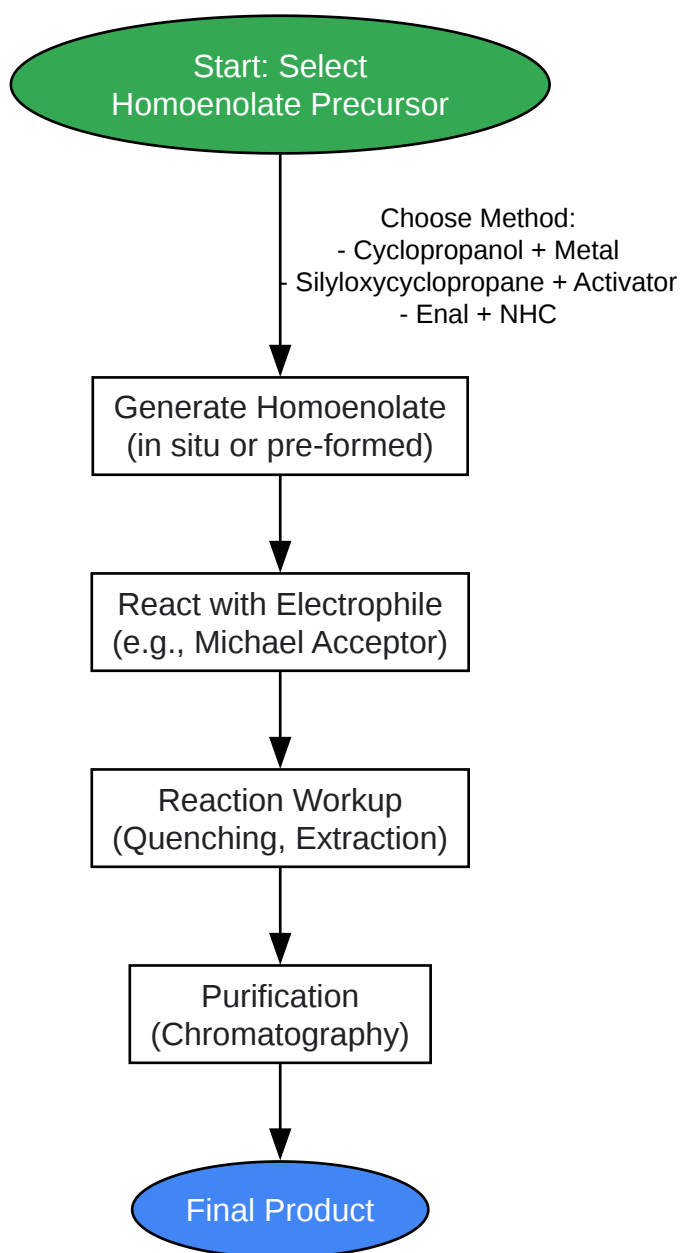 Start: Select
Homoenolate Precursor
Choose Method:
- Cyclopropanol + Metal
- Silyloxycyclopropane + Activator
- Enal + NHC
Generate Homoenolate
(in situ or pre-formed)
React with Electrophile
(e.g., Michael Acceptor)
Reaction Workup
(Quenching, Extraction)
Purification
(Chromatography)
Final Product